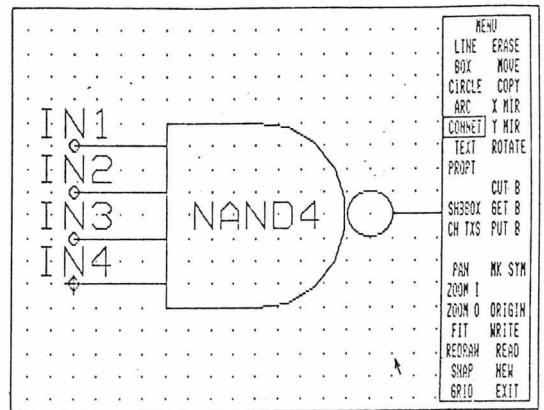 IN1
IN2
IN3
IN4
NAND4
MENU
LINE ERASE
BOX MOVE
CIRCLE COPY
ARC X MIR
CONNET Y MIR
TEXT ROTATE
PROPT
CUT B
SH3BOX GET B
CH TXS PUT B
PAN MK SYM
ZOOM I
ZOOM O ORIGIN
FIT WRITE
REDRAW READ
SNAP NEW
GRID EXIT